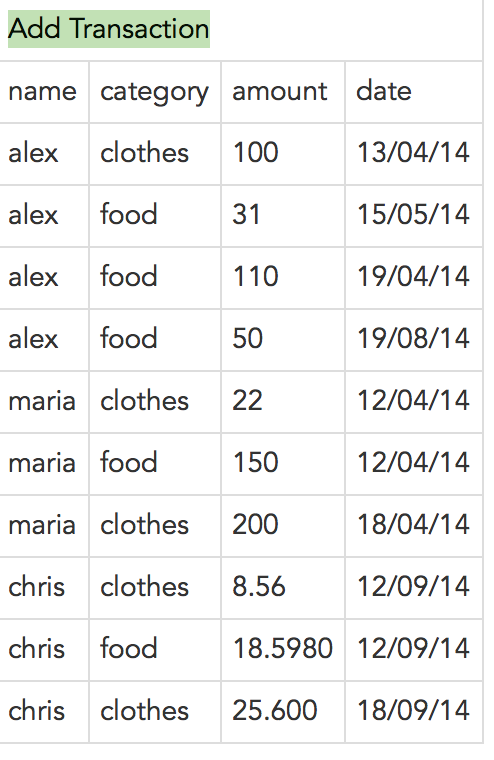 Add Transaction
name category amount date
alex clothes 100 13/04/14
alex food 31 15/05/14
alex food 110 19/04/14
alex food 50 19/08/14
maria clothes 22 12/04/14
maria food 150 12/04/14
maria clothes 200 18/04/14
chris clothes 8.56 12/09/14
chris food 18.5980 12/09/14
chris clothes 25.600 18/09/14